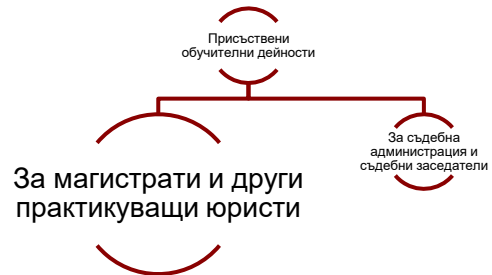 Присъствени
обучителни дейности
За магистрати и други
практикуващи юристи
За съдебна
администрация и
съдебни заседатели